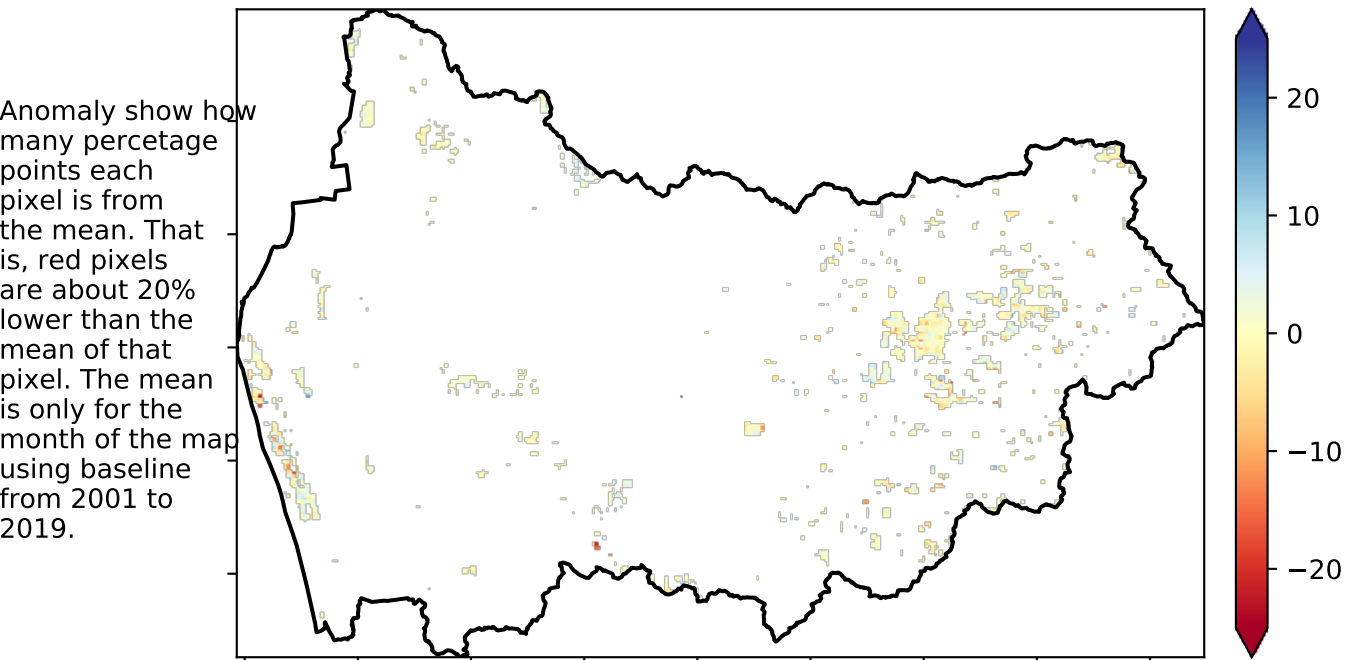 Anomaly show how
many percetage
points each
pixel is from
the mean. That
is, red pixels
are about 20%
lower than the
mean of that
pixel. The mean
is only for the
month of the map
using baseline
from 2001 to
2019.
20
10
0
−10
−20